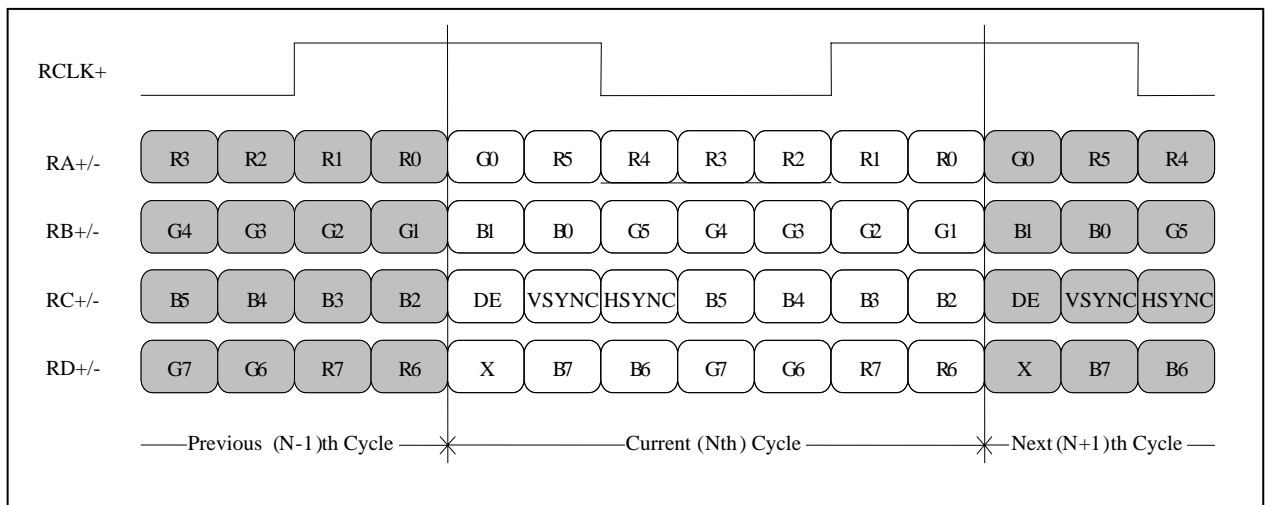 RCLK+
RA+/- R3 R2 R1 R0 G0 R5 R4 R3 R2 R1 R0 G0 R5 R4
RB+/- G4 G3 G2 G1 B1 B0 G5 G4 G3 G2 G1 B1 B0 G5
RC+/- B5 B4 B3 B2 DE VSYNC HSYNC B5 B4 B3 B2 DE VSYNC HSYNC
RD+/- G7 G6 R7 R6 X B7 B6 G7 G6 R7 R6 X B7 B6
Previous (N-1)th Cycle Current (Nth) Cycle Next (N+1)th Cycle